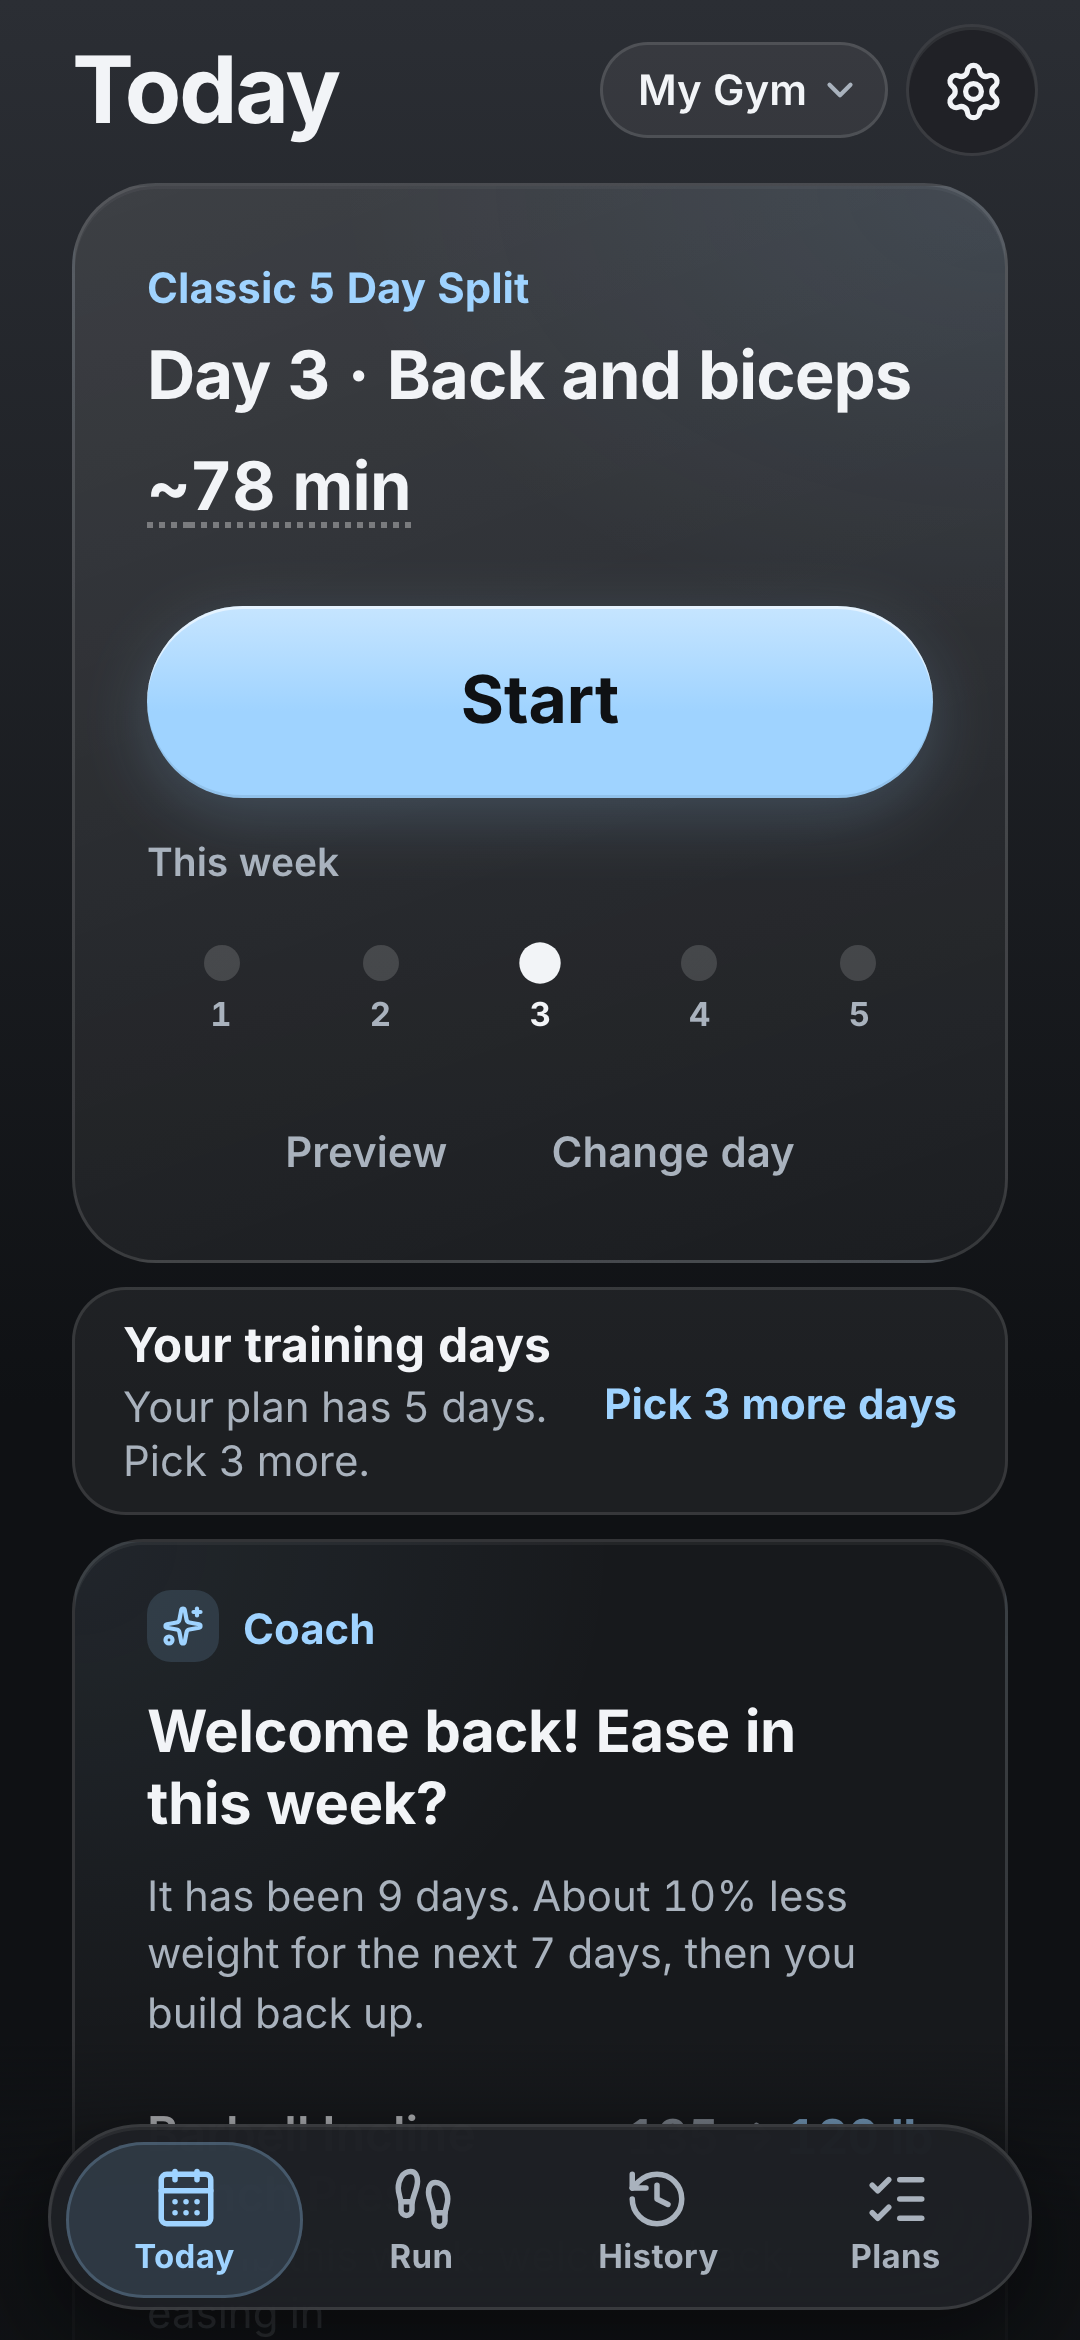 Today
My Gym
Classic 5 Day Split
Day 3 · Back and biceps
~78 min
Start
This week
1 2 3 4 5
Preview Change day
Your training days
Your plan has 5 days.
Pick 3 more.
Pick 3 more days
Coach
Welcome back! Ease in
this week?
It has been 9 days. About 10% less
weight for the next 7 days, then you
build back up.
Today Run History Plans
easing in